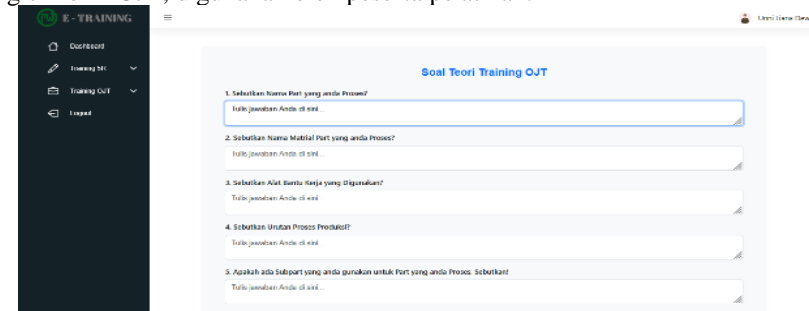 E - TRAINING
Dashboard
Training SII
Training OJT
Logout
Soal Teori Training OJT
1. Sebutkan Nama Part yang anda Proses?
Tulis jawaban Anda di sini...
2. Sebutkan Nama Matrial Part yang anda Proses?
Tulis jawaban Anda di sini...
3. Sebutkan Alat Bantu Kerja yang Digunakan?
Tulis jawaban Anda di sini...
4. Sebutkan Urutan Proses Produksi?
Tulis jawaban Anda di sini...
5. Apakah ada Subpart yang anda gunakan untuk Part yang anda Proses, Sebutkan!
Tulis jawaban Anda di sini...